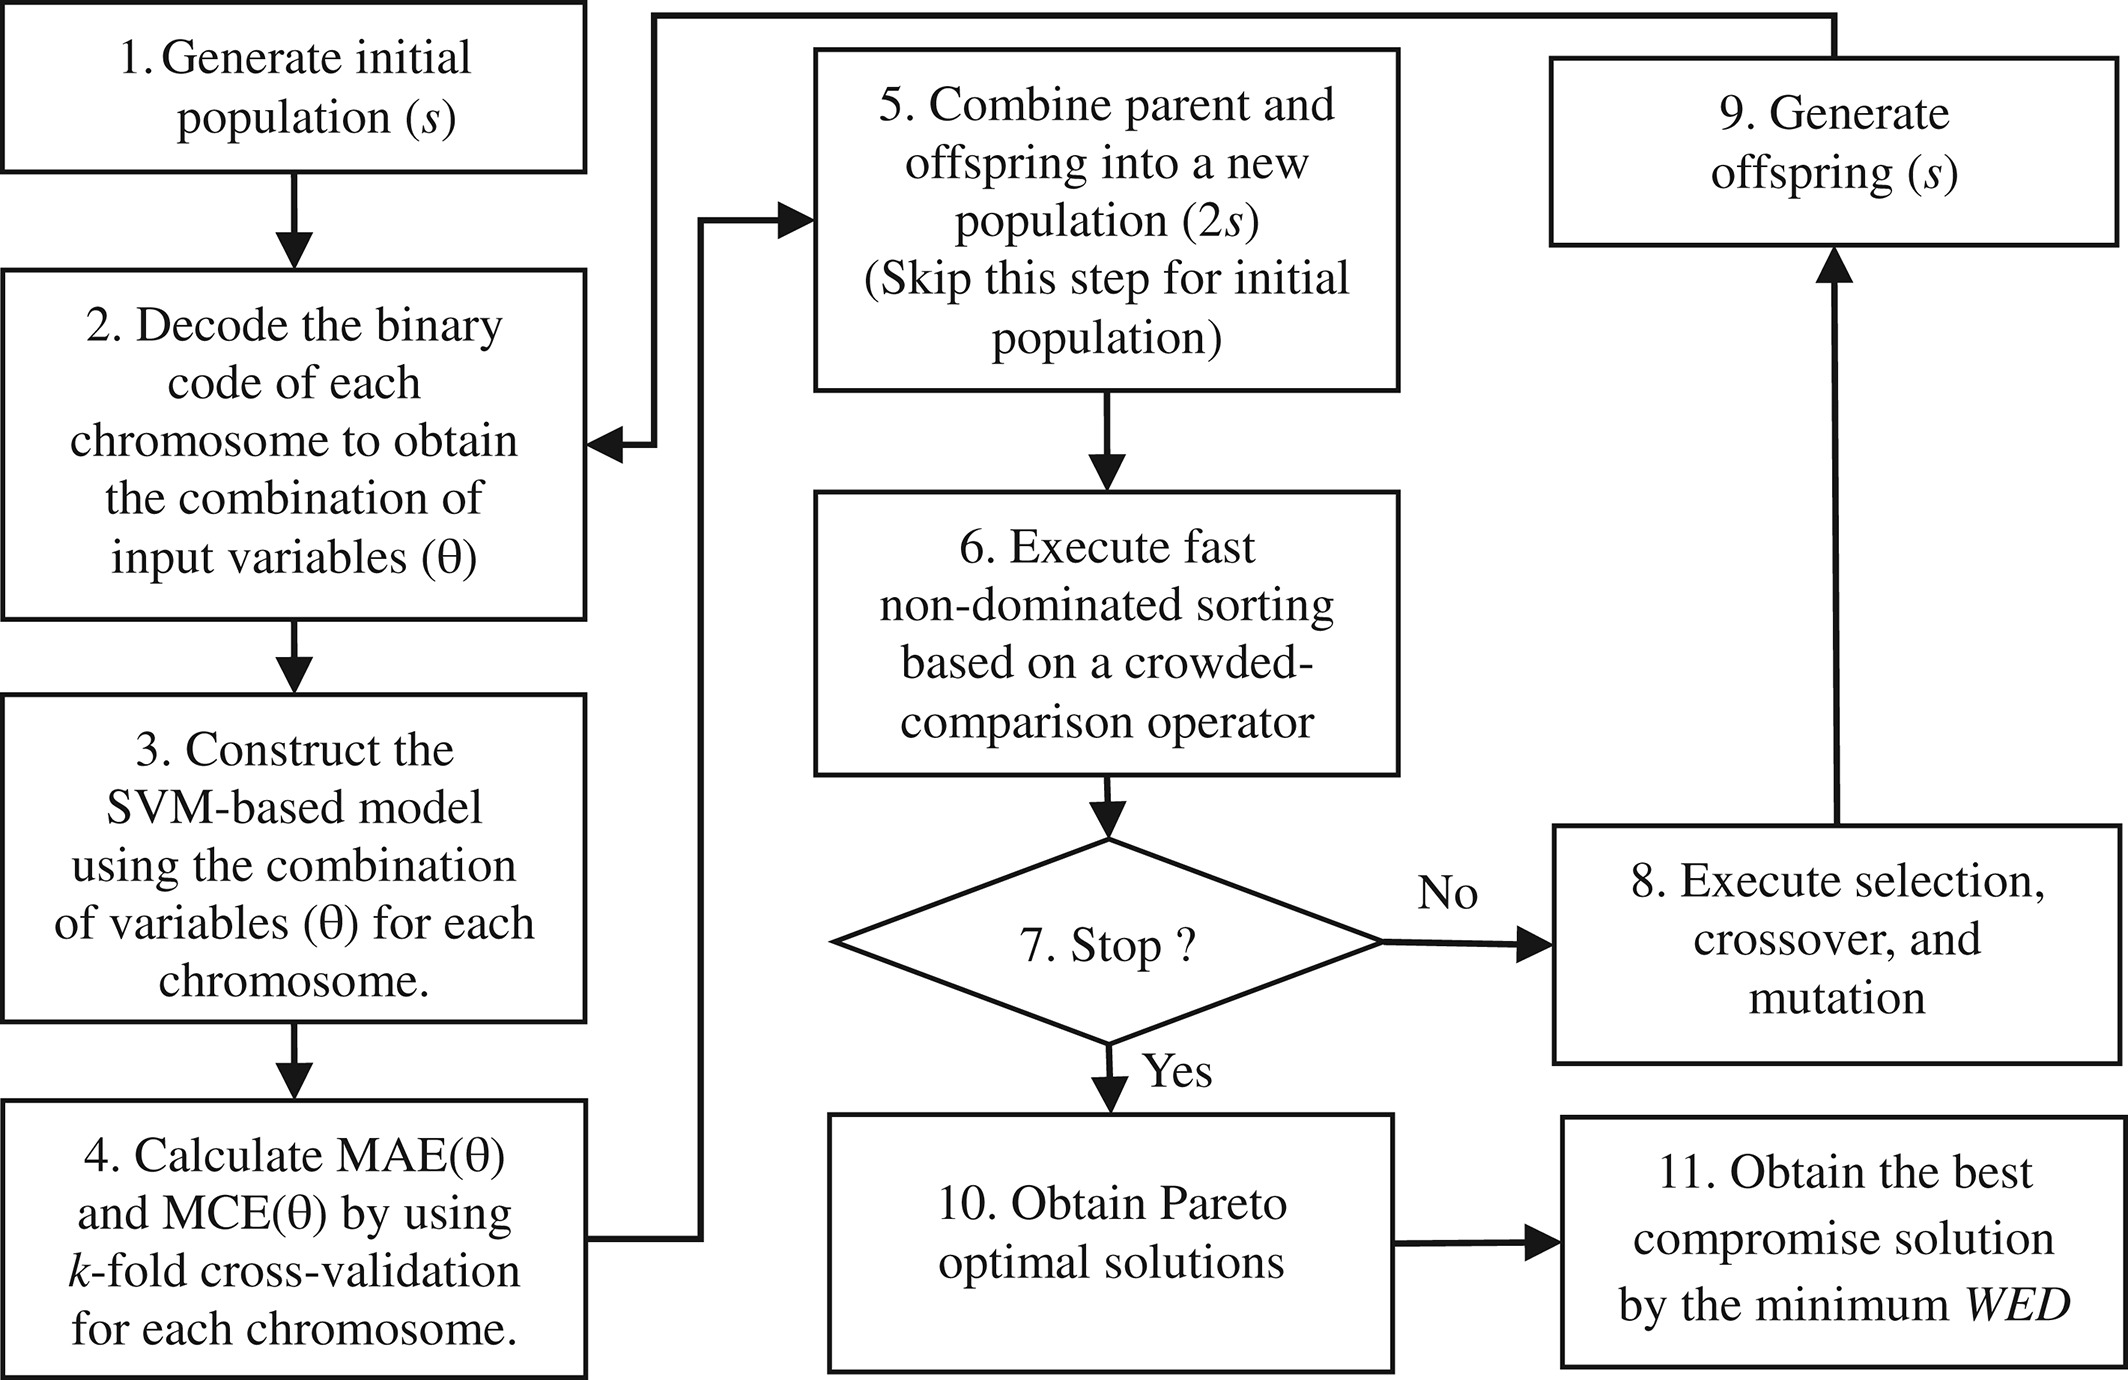 1. Generate initial
population (s)
2. Decode the binary
code of each
chromosome to obtain
the combination of
input variables (θ)
3. Construct the
SVM-based model
using the combination
of variables (θ) for each
chromosome.
4. Calculate MAE(θ)
and MCE(θ) by using
k-fold cross-validation
for each chromosome.
5. Combine parent and
offspring into a new
population (2s)
(Skip this step for initial
population)
6. Execute fast
non-dominated sorting
based on a crowded-
comparison operator
7. Stop ?
No
Yes
8. Execute selection,
crossover, and
mutation
9. Generate
offspring (s)
10. Obtain Pareto
optimal solutions
11. Obtain the best
compromise solution
by the minimum WED